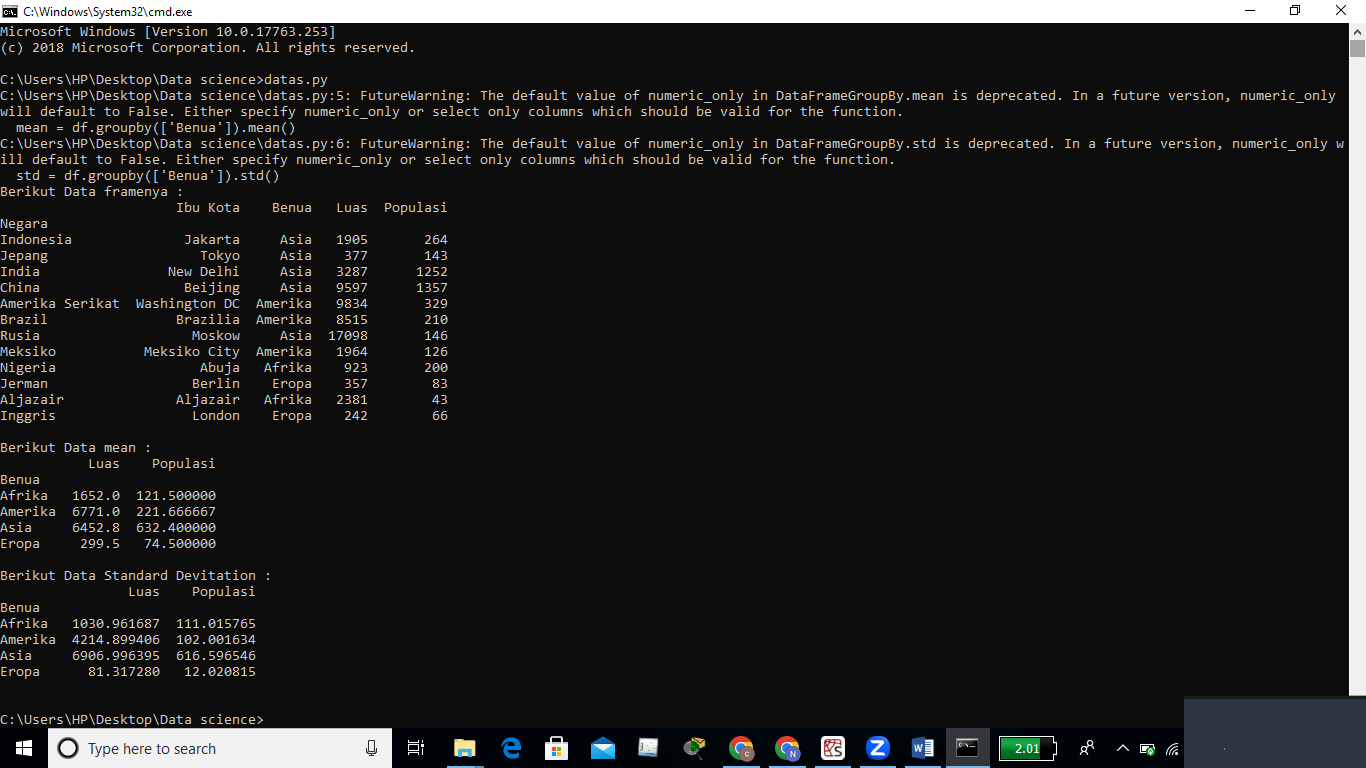 C:\Windows\System32\cmd.exe
Microsoft Windows [Version 10.0.17763.253]
(c) 2018 Microsoft Corporation. All rights reserved.
C:\Users\HP\Desktop\Data science>datas.py
C:\Users\HP\Desktop\Data science\datas.py:5: FutureWarning: The default value of numeric_only in DataFrameGroupBy.mean is deprecated. In a future version, numeric_only
will default to False. Either specify numeric_only or select only columns which should be valid for the function.
  mean = df.groupby(['Benua']).mean()
C:\Users\HP\Desktop\Data science\datas.py:6: FutureWarning: The default value of numeric_only in DataFrameGroupBy.std is deprecated. In a future version, numeric_only w
ill default to False. Either specify numeric_only or select only columns which should be valid for the function.
  std = df.groupby(['Benua']).std()
Berikut Data framenya :
                      Ibu Kota    Benua   Luas  Populasi
Negara
Indonesia              Jakarta     Asia   1905       264
Jepang                   Tokyo     Asia    377       143
India                New Delhi     Asia   3287      1252
China                  Beijing     Asia   9597      1357
Amerika Serikat  Washington DC  Amerika   9834       329
Brazil                Brazilia  Amerika   8515       210
Rusia                   Moskow     Asia  17098       146
Meksiko           Meksiko City  Amerika   1964       126
Nigeria                  Abuja   Afrika    923       200
Jerman                  Berlin    Eropa    357        83
Aljazair              Aljazair   Afrika   2381        43
Inggris                 London    Eropa    242        66
Berikut Data mean :
           Luas    Populasi
Benua
Afrika   1652.0  121.500000
Amerika  6771.0  221.666667
Asia     6452.8  632.400000
Eropa     299.5   74.500000
Berikut Data Standard Devitation :
                Luas    Populasi
Benua
Afrika   1030.961687  111.015765
Amerika  4214.899406  102.001634
Asia     6906.996395  616.596546
Eropa      81.317280   12.020815
C:\Users\HP\Desktop\Data science>
Type here to search
2.01